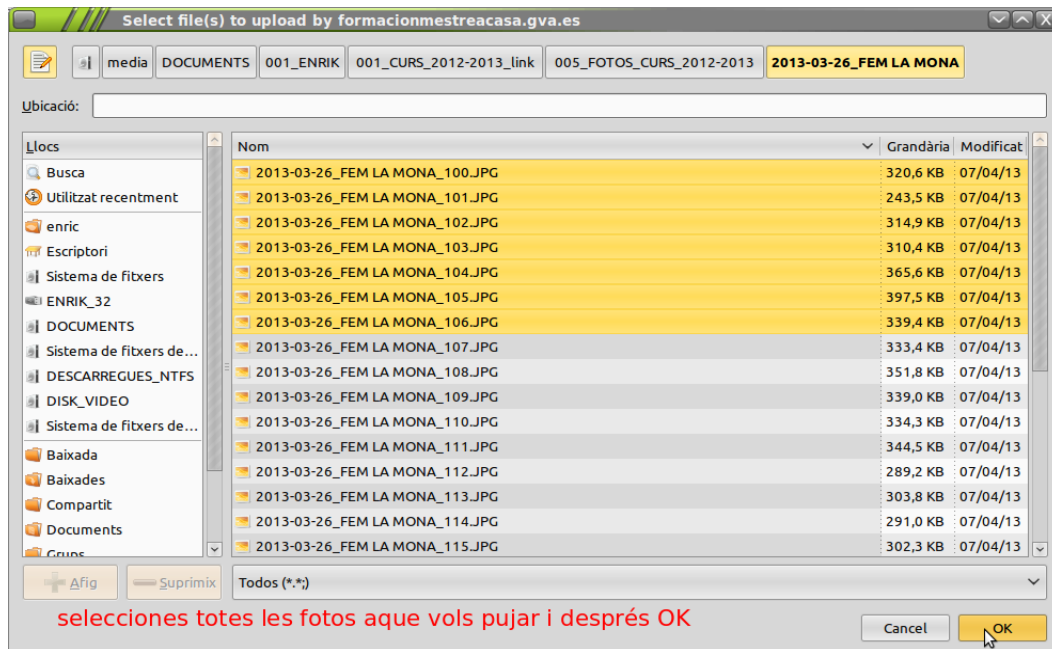 Select file(s) to upload by formacionmestreacasa.gva.es
media DOCUMENTS 001_ENRIK 001_CURS_2012-2013_link 005_FOTOS_CURS_2012-2013 2013-03-26_FEM LA MONA
Ubicació:
Llocs
Busca
Utilitzat recentment
enric
Escriptori
Sistema de fitxers
ENRIK_32
DOCUMENTS
Sistema de fitxers de...
DESCARREGUES_NTFS
DISK_VIDEO
Sistema de fitxers de...
Baixada
Baixades
Compartit
Documents
Grups
Nom Grandària Modificat
2013-03-26_FEM LA MONA_100.JPG 320,6 KB 07/04/13
2013-03-26_FEM LA MONA_101.JPG 243,5 KB 07/04/13
2013-03-26_FEM LA MONA_102.JPG 314,9 KB 07/04/13
2013-03-26_FEM LA MONA_103.JPG 310,4 KB 07/04/13
2013-03-26_FEM LA MONA_104.JPG 365,6 KB 07/04/13
2013-03-26_FEM LA MONA_105.JPG 397,5 KB 07/04/13
2013-03-26_FEM LA MONA_106.JPG 339,4 KB 07/04/13
2013-03-26_FEM LA MONA_107.JPG 333,4 KB 07/04/13
2013-03-26_FEM LA MONA_108.JPG 351,8 KB 07/04/13
2013-03-26_FEM LA MONA_109.JPG 339,0 KB 07/04/13
2013-03-26_FEM LA MONA_110.JPG 334,3 KB 07/04/13
2013-03-26_FEM LA MONA_111.JPG 344,5 KB 07/04/13
2013-03-26_FEM LA MONA_112.JPG 289,2 KB 07/04/13
2013-03-26_FEM LA MONA_113.JPG 303,8 KB 07/04/13
2013-03-26_FEM LA MONA_114.JPG 291,0 KB 07/04/13
2013-03-26_FEM LA MONA_115.JPG 302,3 KB 07/04/13
Afig Suprimix Todos (*.*;)
selecciones totes les fotos aque vols pujar i després OK
Cancel OK